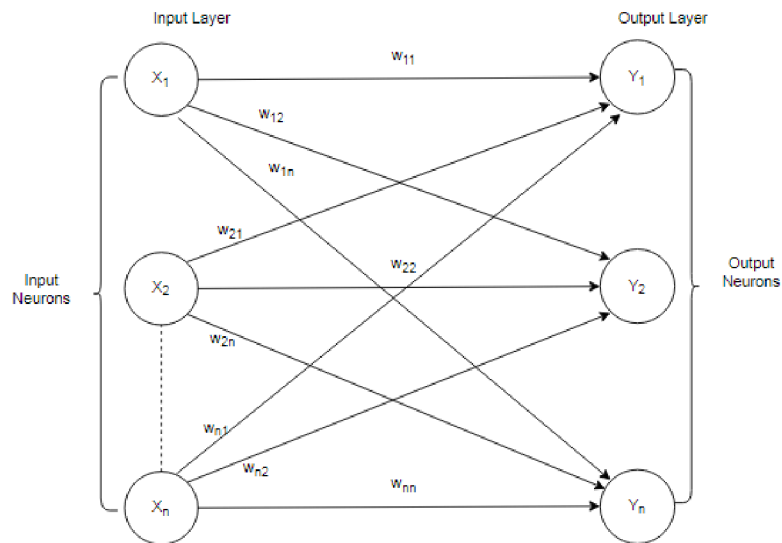 Input Layer
Output Layer
X1
w11
Y1
w12
w1n
w21
w22
Input
Neurons
X2
Y2
Output
Neurons
w2n
wn1
wn2
Xn
wnn
Yn